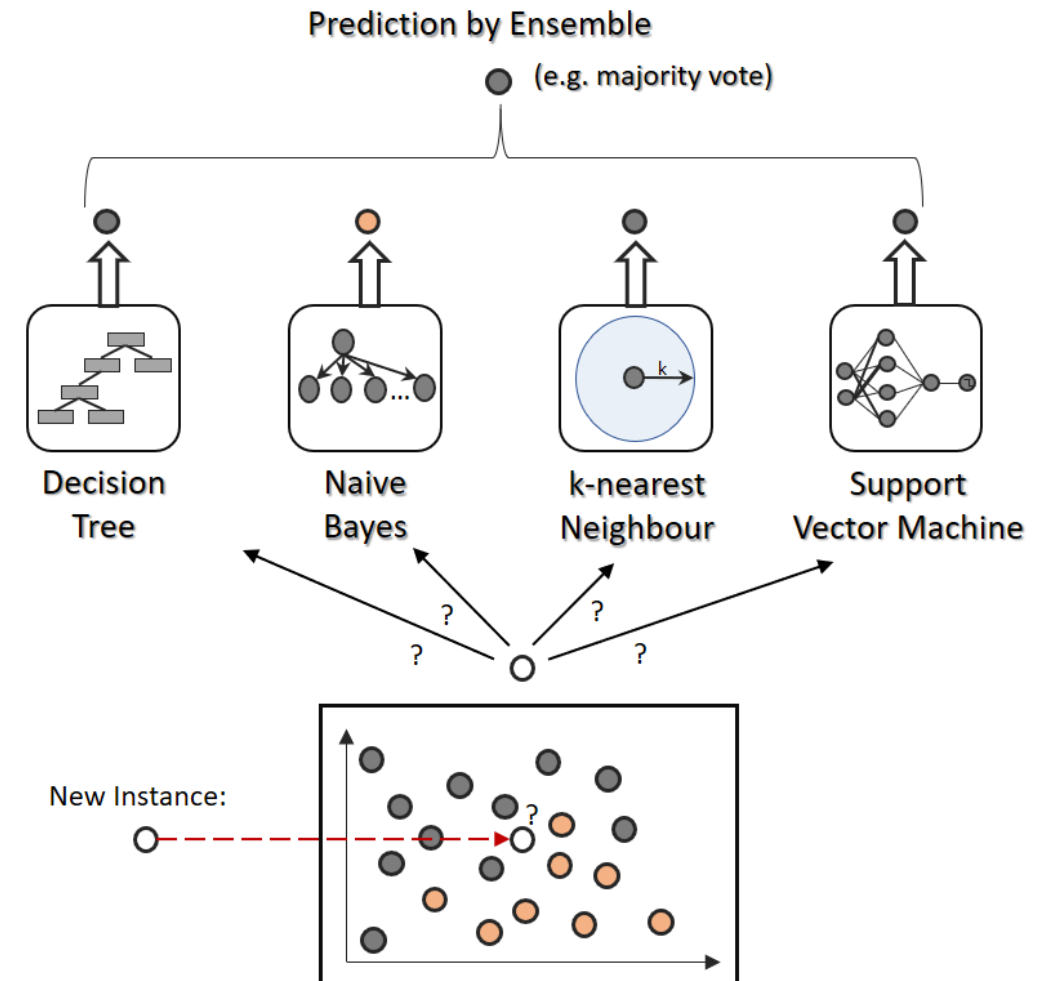 Prediction by Ensemble
(e.g. majority vote)
k
...
Decision
Tree
Naive
Bayes
k-nearest
Neighbour
Support
Vector Machine
?
?
?
?
New Instance:
?